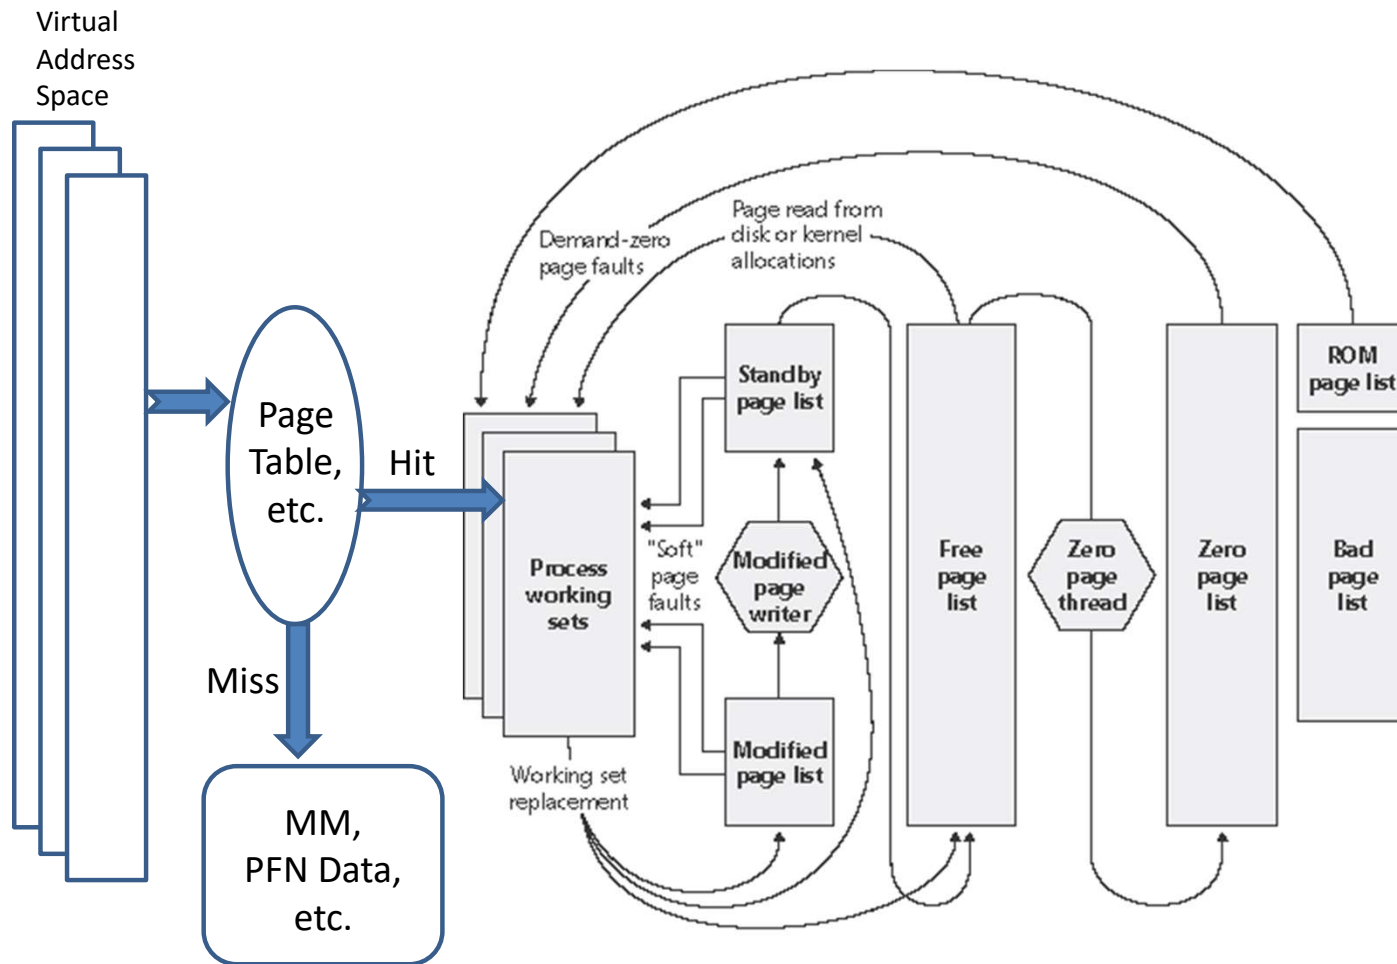 Virtual
Address
Space
Page
Table,
etc.
Hit
Miss
MM,
PFN Data,
etc.
Demand-zero
page faults
Page read from
disk or kernel
allocations
Process
working
sets
"Soft"
page
faults
Working set
replacement
Standby
page list
Modified
page
writer
Modified
page list
Free
page
list
Zero
page
thread
Zero
page
list
ROM
page list
Bad
page
list